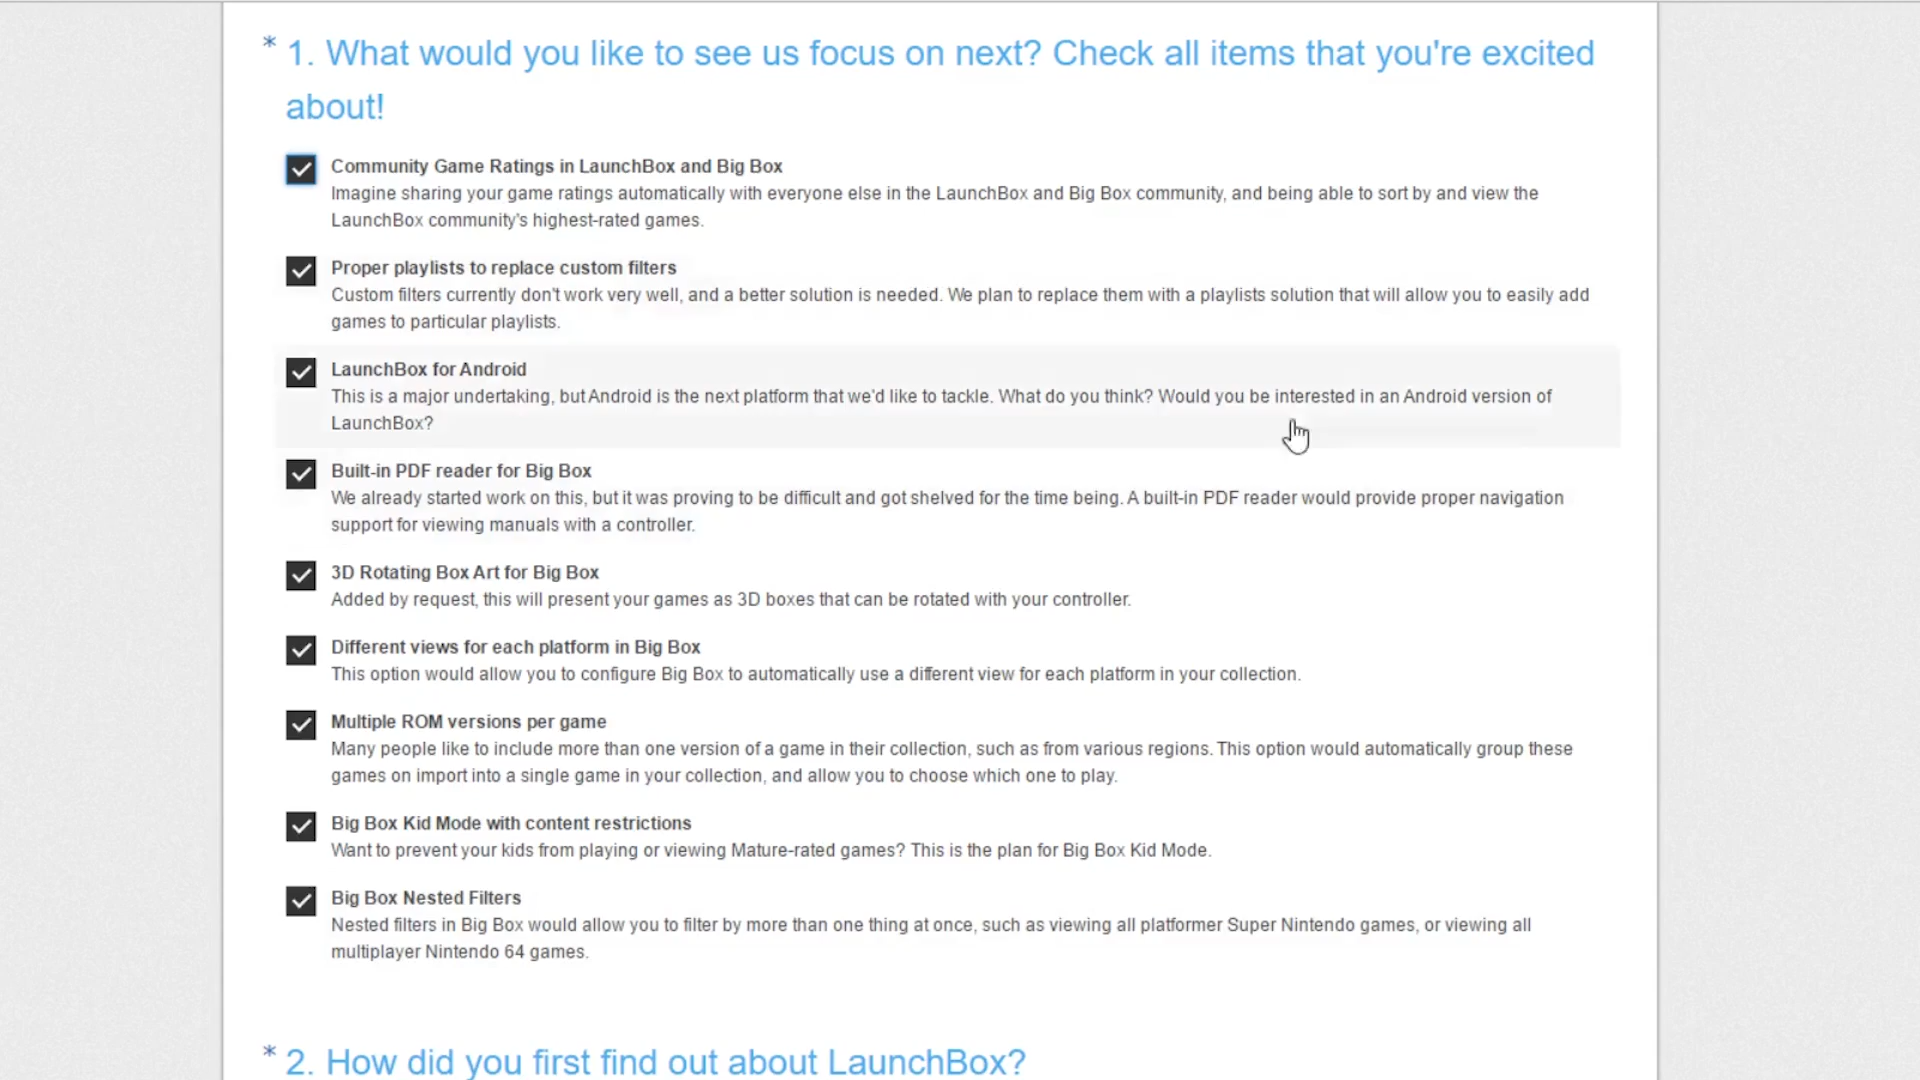 * 1. What would you like to see us focus on next? Check all items that you're excited
about!
Community Game Ratings in LaunchBox and Big Box
Imagine sharing your game ratings automatically with everyone else in the LaunchBox and Big Box community, and being able to sort by and view the
LaunchBox community's highest-rated games.
Proper playlists to replace custom filters
Custom filters currently don't work very well, and a better solution is needed. We plan to replace them with a playlists solution that will allow you to easily add
games to particular playlists.
LaunchBox for Android
This is a major undertaking, but Android is the next platform that we'd like to tackle. What do you think? Would you be interested in an Android version of
LaunchBox?
Built-in PDF reader for Big Box
We already started work on this, but it was proving to be difficult and got shelved for the time being. A built-in PDF reader would provide proper navigation
support for viewing manuals with a controller.
3D Rotating Box Art for Big Box
Added by request, this will present your games as 3D boxes that can be rotated with your controller.
Different views for each platform in Big Box
This option would allow you to configure Big Box to automatically use a different view for each platform in your collection.
Multiple ROM versions per game
Many people like to include more than one version of a game in their collection, such as from various regions. This option would automatically group these
games on import into a single game in your collection, and allow you to choose which one to play.
Big Box Kid Mode with content restrictions
Want to prevent your kids from playing or viewing Mature-rated games? This is the plan for Big Box Kid Mode.
Big Box Nested Filters
Nested filters in Big Box would allow you to filter by more than one thing at once, such as viewing all platformer Super Nintendo games, or viewing all
multiplayer Nintendo 64 games.
* 2. How did you first find out about LaunchBox?